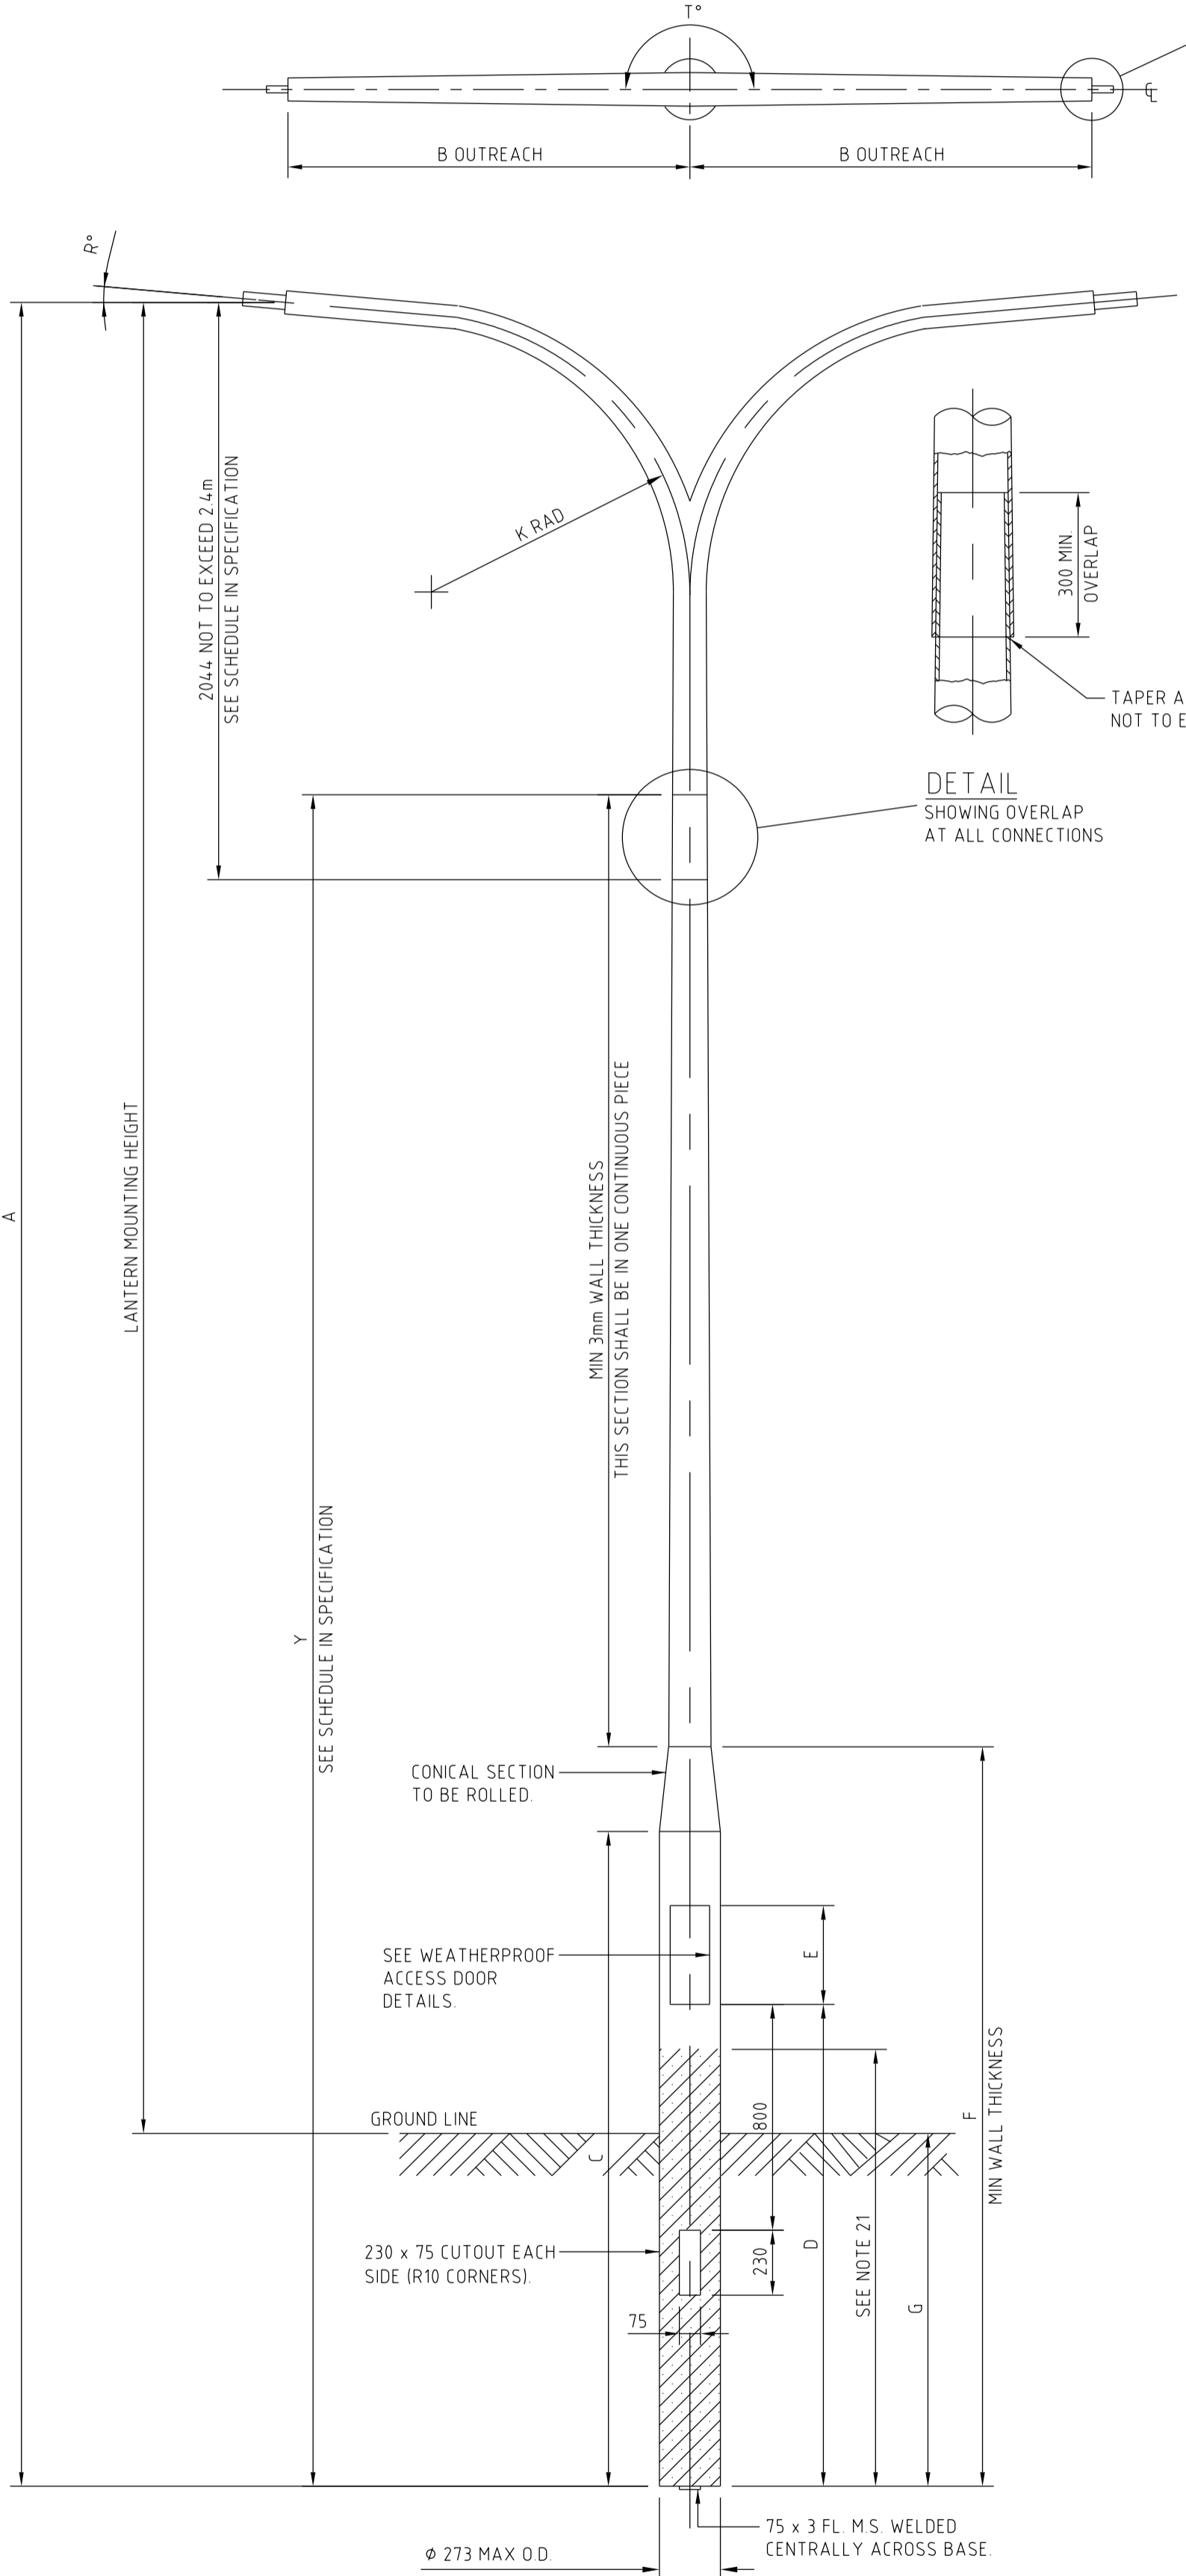 T°
B OUTREACH
B OUTREACH
℄
R°
2044 NOT TO EXCEED 2.4m
SEE SCHEDULE IN SPECIFICATION
K RAD
300 MIN.
OVERLAP
TAPER A
NOT TO E
DETAIL
SHOWING OVERLAP
AT ALL CONNECTIONS
A
LANTERN MOUNTING HEIGHT
Y
SEE SCHEDULE IN SPECIFICATION
MIN 3mm WALL THICKNESS
THIS SECTION SHALL BE IN ONE CONTINUOUS PIECE
CONICAL SECTION
TO BE ROLLED.
SEE WEATHERPROOF
ACCESS DOOR
DETAILS.
E
GROUND LINE
C
800
D
SEE NOTE 21
G
F
MIN WALL THICKNESS
230 x 75 CUTOUT EACH
SIDE (R10 CORNERS).
230
75
75 x 3 FL. M.S. WELDED
CENTRALLY ACROSS BASE.
ϕ 273 MAX O.D.